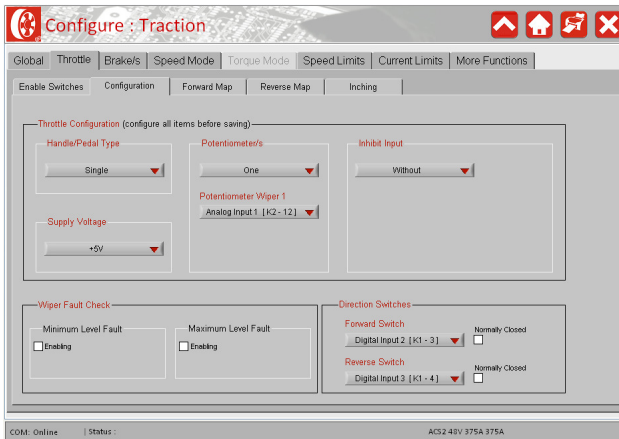 Configure : Traction
Global Throttle Brake/s Speed Mode Torque Mode Speed Limits Current Limits More Functions
Enable Switches Configuration Forward Map Reverse Map Inching
Throttle Configuration (configure all items before saving)
Handle/Pedal Type Potentiometer/s Inhibit Input
Single One Without
Potentiometer Wiper 1
Analog Input 1 [ K2 - 12 ]
Supply Voltage
+5V
Wiper Fault Check Direction Switches
Minimum Level Fault Maximum Level Fault
Enabling Enabling
Forward Switch Normally Closed
Digital Input 2 [ K1 - 3 ]
Reverse Switch Normally Closed
Digital Input 3 [ K1 - 4 ]
COM: Online | Status : ACS2 48V 375A 375A